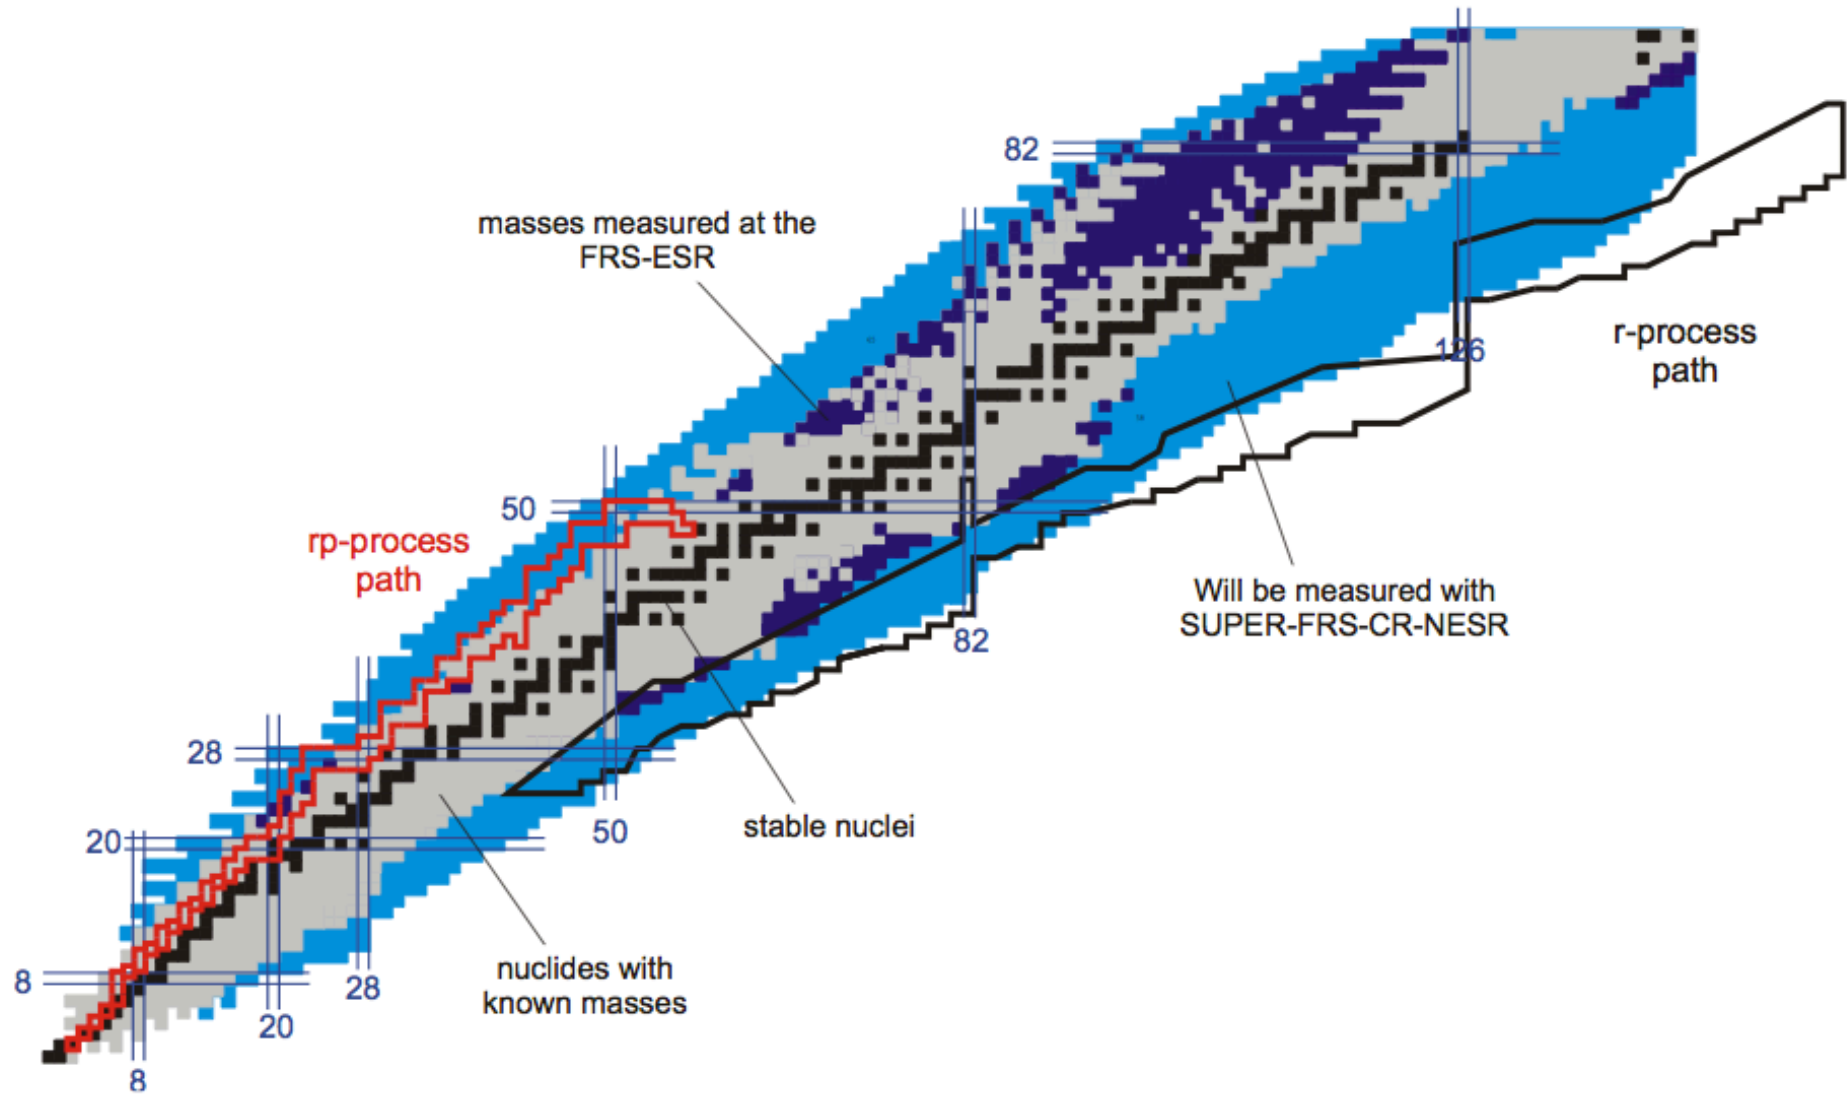 82
masses measured at the
FRS-ESR
r-process
path
126
50
rp-process
path
Will be measured with
SUPER-FRS-CR-NESR
82
28
stable nuclei
50
20
nuclides with
known masses
8
28
20
8